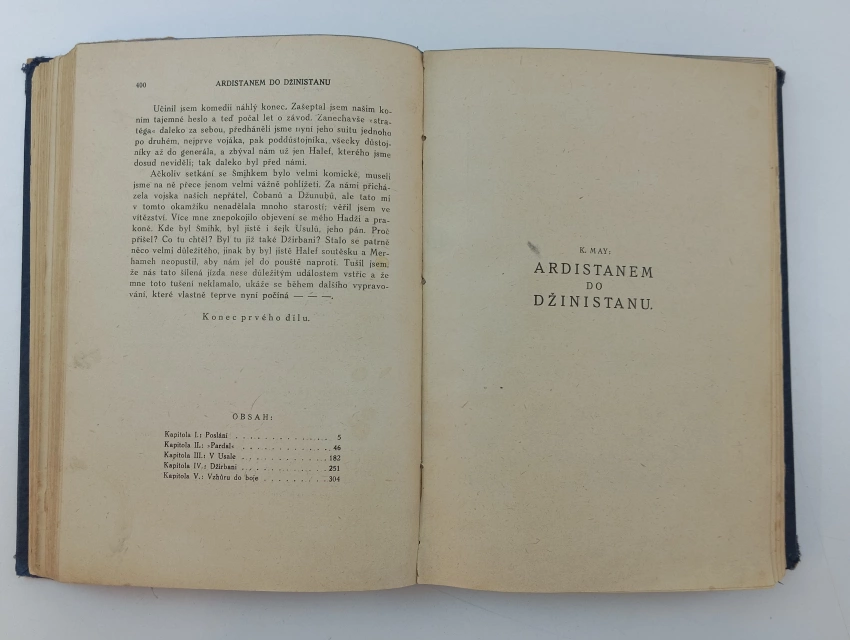 400 ARDISTANEM DO DŽINISTANU
Učinil jsem komedii náhlý konec. Zašeptal jsem našim ko-
ním tajemné heslo a teď počal let o závod. Zanechavše «stra-
téga» daleko za sebou, předháněli jsme nyní jeho suitu jednoho
po druhém, nejprve vojáka, pak poddůstojníka, všecky důstoj-
níky až do generála, a zbýval nám už jen Halef, kterého jsme
dosud neviděli; tak daleko byl před námi.
Ačkoliv setkání se Smjhkem bylo velmi komické, museli
jsme na ně přece jenom velmi vážně pohlížeti. Za námi přichá-
zela vojska našich nepřátel, Čobanů a Džunubů, ale tato mi
v tomto okamžiku nenadělala mnoho starostí; věřil jsem ve
vítězství. Více mne znepokojilo objevení se mého Hadži a pra-
koně. Kde byl Smihk, byl jistě i šejk Usulů, jeho pán. Proč
přišel? Co tu chtěl? Byl tu již také Džirbani? Stalo se patrně
něco velmi důležitého, jinak by byl jistě Halef soutěsku a Mer-
hameh neopustil, aby nám jel do pouště naproti. Tušil jsem,
že nás tato šílená jízda nese důležitým událostem vstříc a že
mne toto tušení neklamalo, ukáže se během dalšího vypravo-
vání, které vlastně teprve nyní počíná — — —.
Konec prvého dílu.
OBSAH:
Kapitola I.: Poslání . . . . . . . . . . . . . 5
Kapitola II.: »Pardal« . . . . . . . . . . . . 46
Kapitola III.: V Usule . . . . . . . . . . . . 182
Kapitola IV.: Džirbani . . . . . . . . . . . . 251
Kapitola V.: Vzhůru do boje . . . . . . . . . 304
K. MAY:
ARDISTANEM
DO
DŽINISTANU.